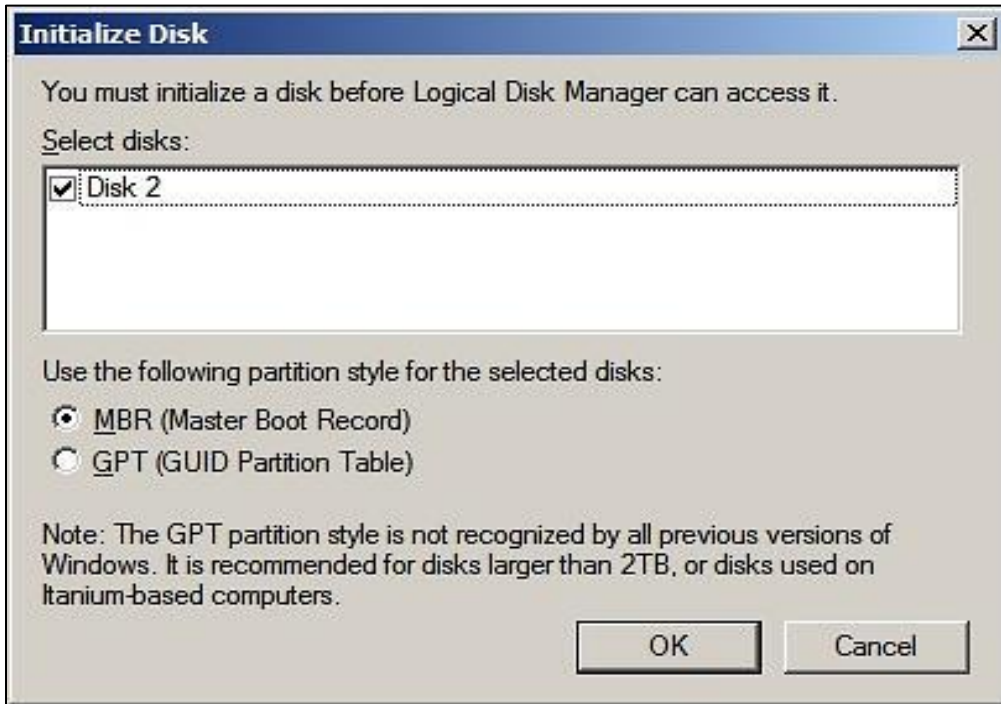 Initialize Disk
You must initialize a disk before Logical Disk Manager can access it.
Select disks:
Disk 2
Use the following partition style for the selected disks:
MBR (Master Boot Record)
GPT (GUID Partition Table)
Note: The GPT partition style is not recognized by all previous versions of
Windows. It is recommended for disks larger than 2TB, or disks used on
Itanium-based computers.
OK
Cancel